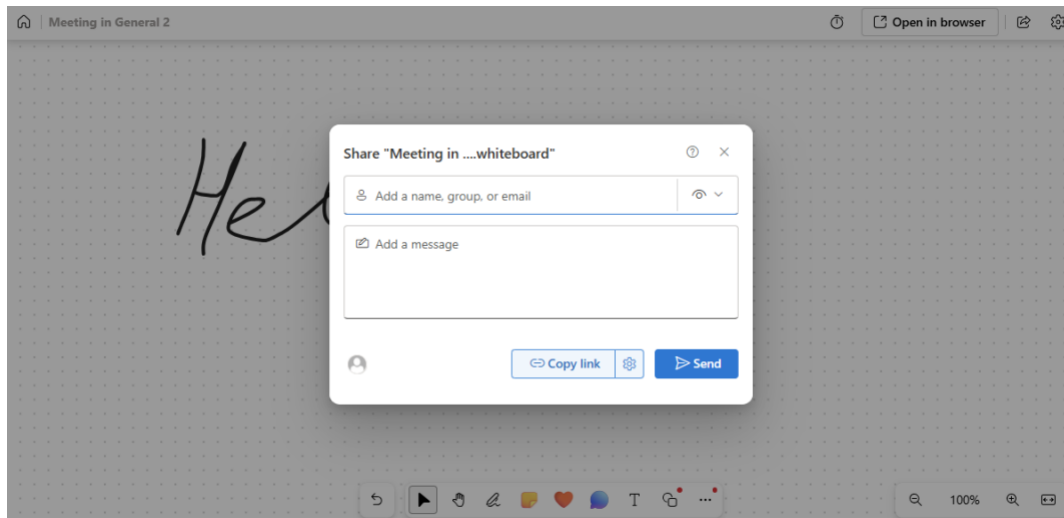 Meeting in General 2
Open in browser
Share "Meeting in ....whiteboard"
Add a name, group, or email
Add a message
Copy link
Send
T
100%